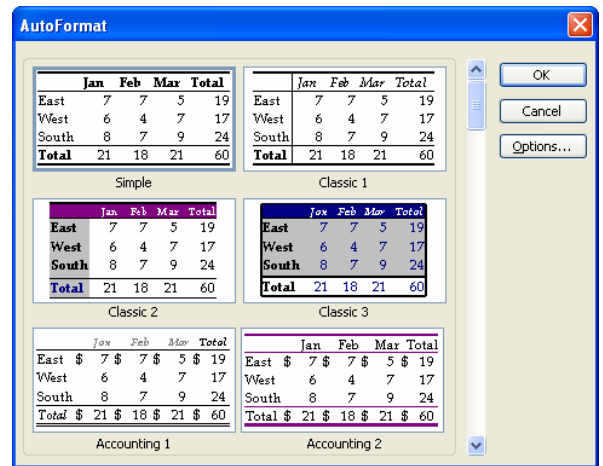 AutoFormat
Jan Feb Mar Total
East 7 7 5 19
West 6 4 7 17
South 8 7 9 24
Total 21 18 21 60
Simple
Jan Feb Mar Total
East 7 7 5 19
West 6 4 7 17
South 8 7 9 24
Total 21 18 21 60
Classic 1
Jan Feb Mar Total
East 7 7 5 19
West 6 4 7 17
South 8 7 9 24
Total 21 18 21 60
Classic 2
Jan Feb Mar Total
East 7 7 5 19
West 6 4 7 17
South 8 7 9 24
Total 21 18 21 60
Classic 3
Jan Feb Mar Total
East $ 7 $ 7 $ 5 $ 19
West 6 4 7 17
South 8 7 9 24
Total $ 21 $ 18 $ 21 $ 60
Accounting 1
Jan Feb Mar Total
East $ 7 $ 7 $ 5 $ 19
West 6 4 7 17
South 8 7 9 24
Total $ 21 $ 18 $ 21 $ 60
Accounting 2
OK
Cancel
Options...